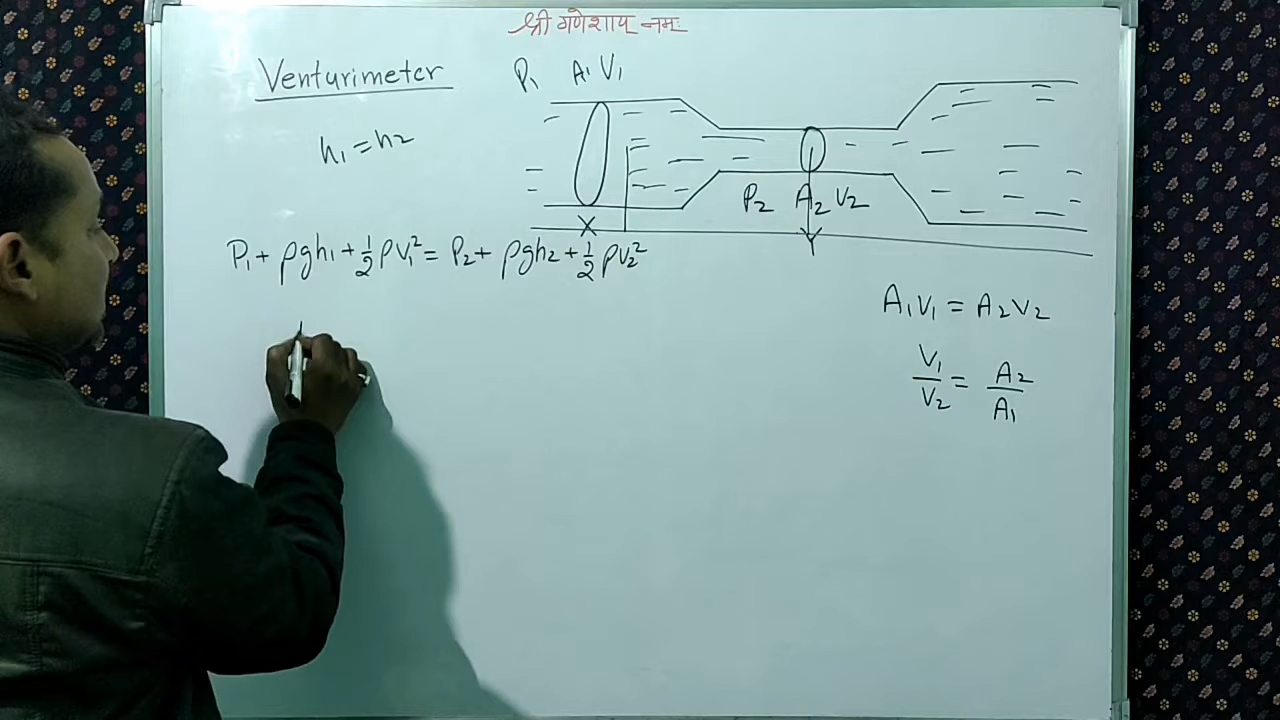 श्री गणेशाय नमः
Venturimeter
P₁ A₁ V₁
h₁ = h₂
X
P₂ A₂ V₂
Y
P₁ + ρgh₁ + ½ ρv₁² = P₂ + ρgh₂ + ½ ρv₂²
A₁V₁ = A₂V₂
V₁/V₂ = A₂/A₁